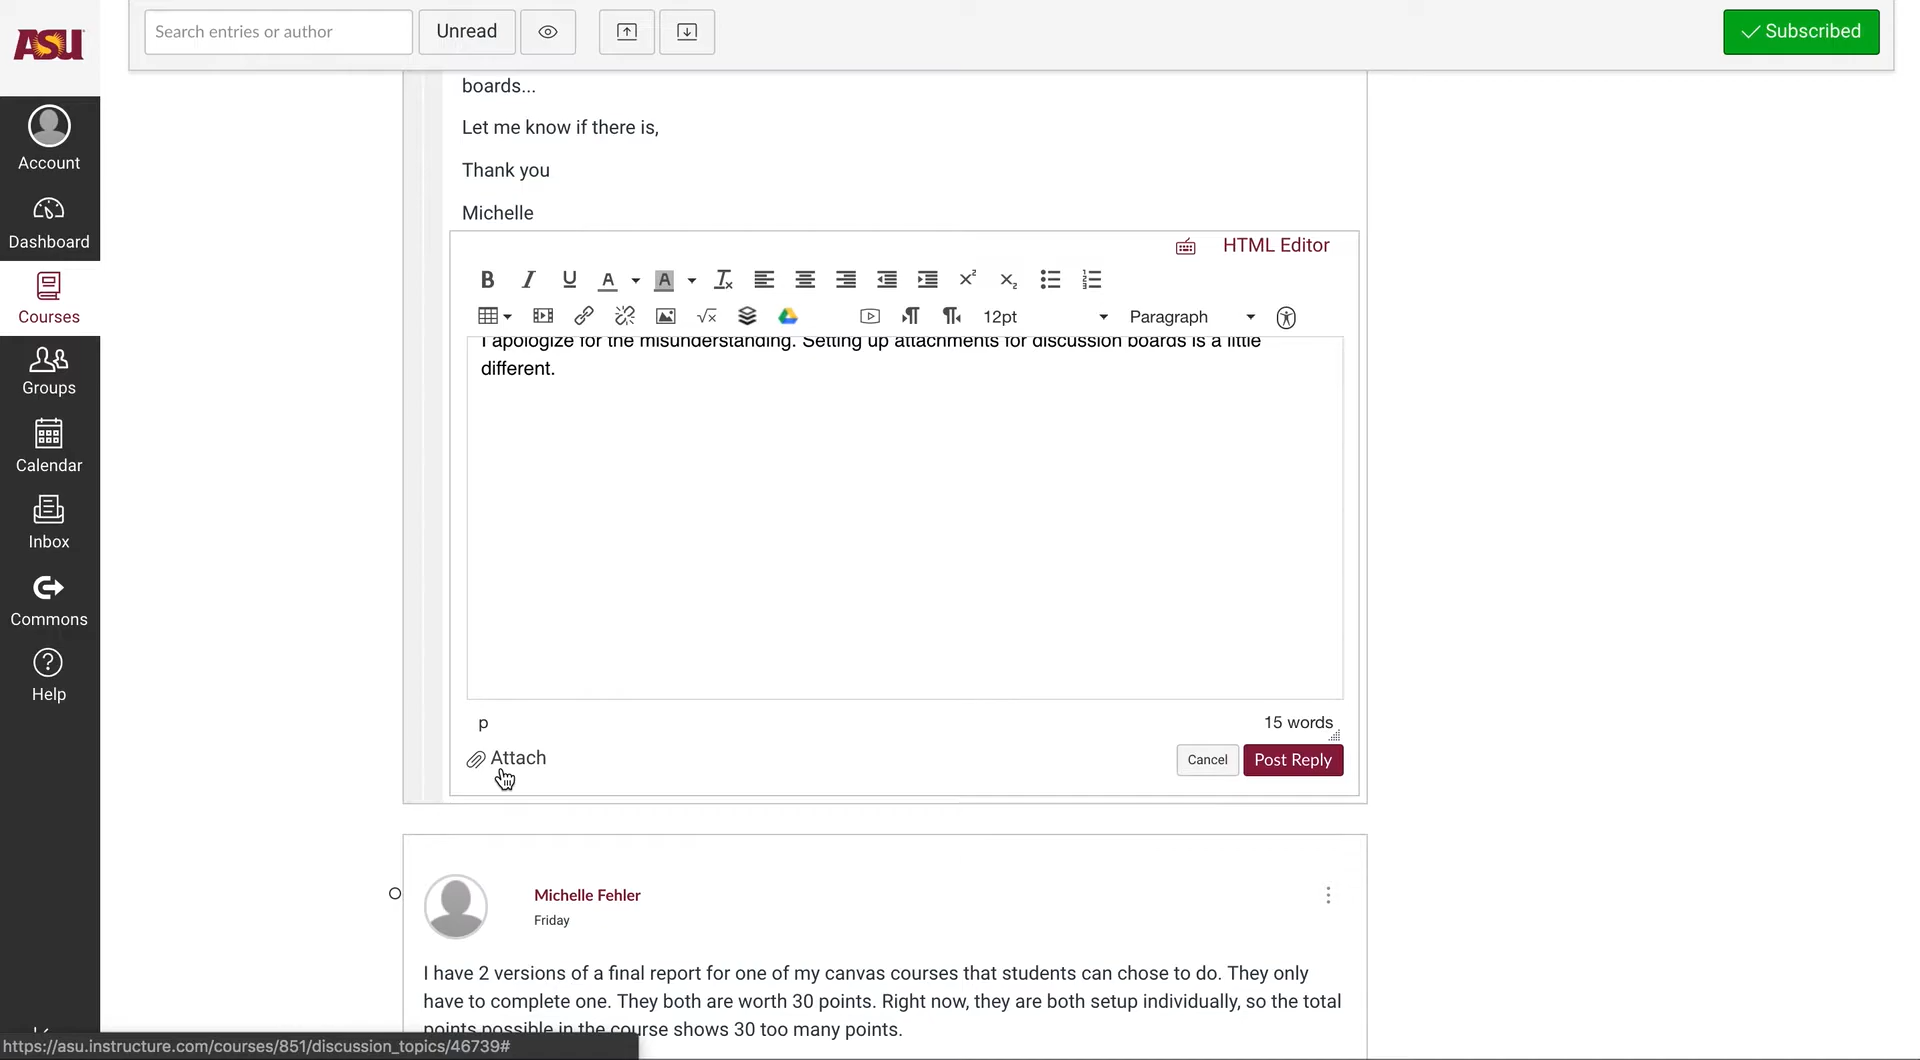 ASU
Search entries or author
Unread
Subscribed
Account
Dashboard
Courses
Groups
Calendar
Inbox
Commons
Help
boards...
Let me know if there is,
Thank you
Michelle
HTML Editor
12pt
Paragraph
I apologize for the misunderstanding. Setting up attachments for discussion boards is a little
different.
p
15 words
Attach
Cancel
Post Reply
Michelle Fehler
Friday
I have 2 versions of a final report for one of my canvas courses that students can chose to do. They only
have to complete one. They both are worth 30 points. Right now, they are both setup individually, so the total
points possible in the course shows 30 too many points.
https://asu.instructure.com/courses/851/discussion_topics/46739#